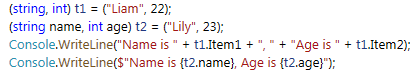 (string, int) t1 = ("Liam", 22);
(string name, int age) t2 = ("Lily", 23);
Console.WriteLine("Name is " + t1.Item1 + ", " + "Age is " + t1.Item2);
Console.WriteLine($"Name is {t2.name}, Age is {t2.age}");